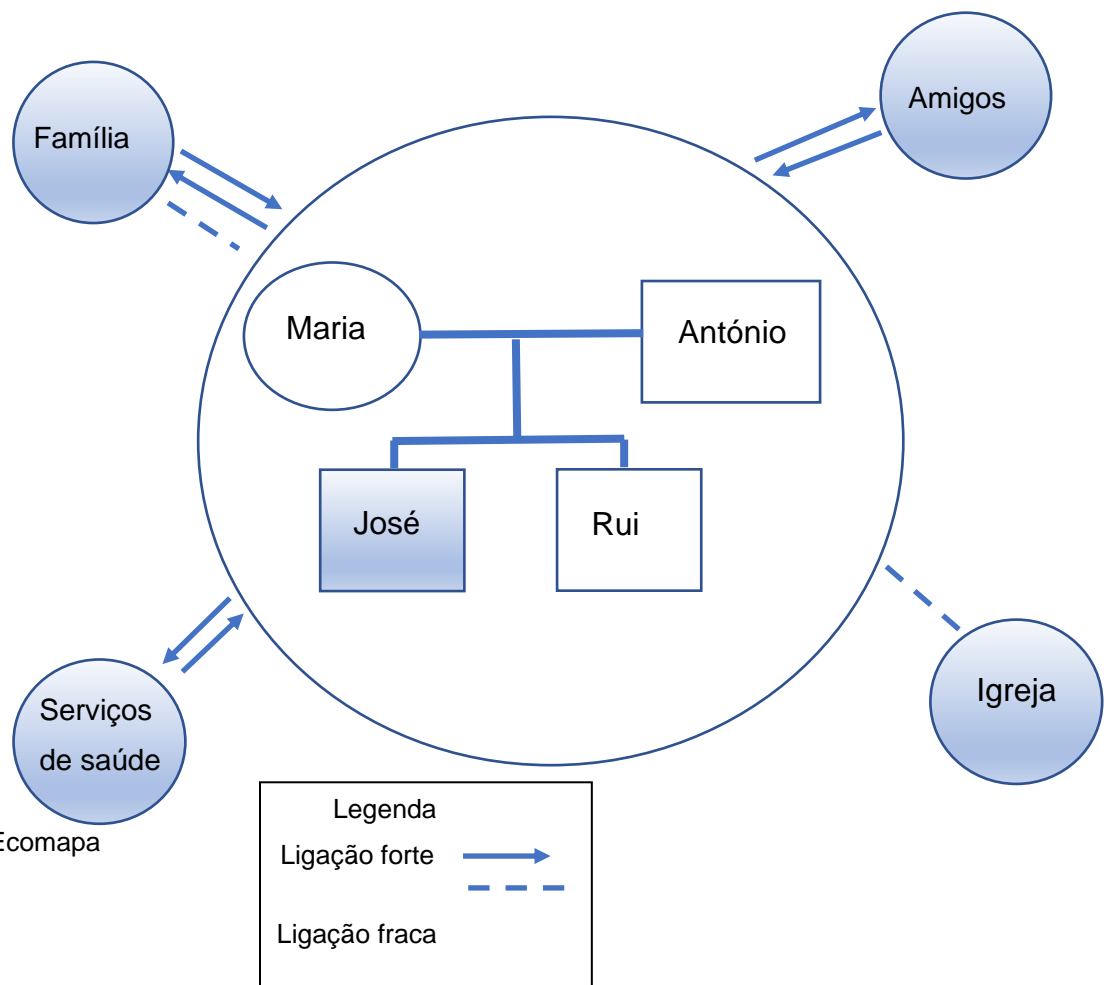 Família
Amigos
Maria
António
José
Rui
Serviços
de saúde
Igreja
Ecomapa
Legenda
Ligação forte
Ligação fraca